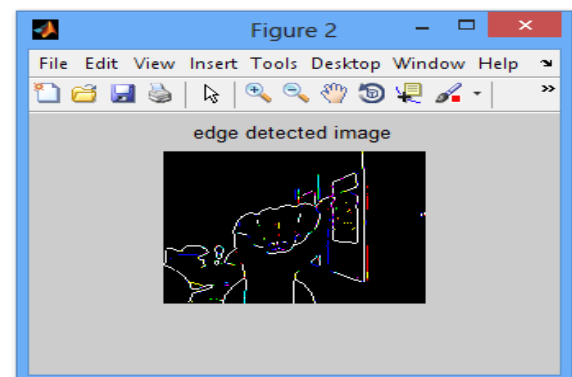 Figure 2
File Edit View Insert Tools Desktop Window Help
edge detected image